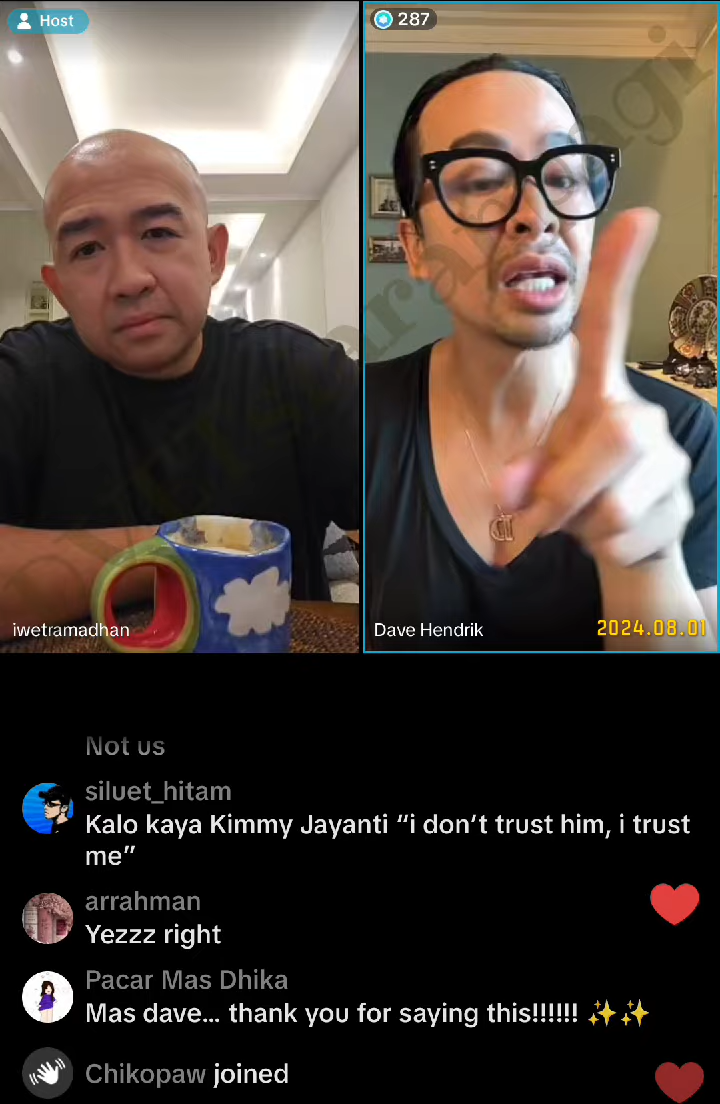 Host
287
iwetramadhan
Dave Hendrik
2024.08.01
Not us
siluet_hitam
Kalo kaya Kimmy Jayanti “i don’t trust him, i trust
me”
arrahman
Yezzz right
Pacar Mas Dhika
Mas dave... thank you for saying this!!!!!! ✨✨
Chikopaw joined